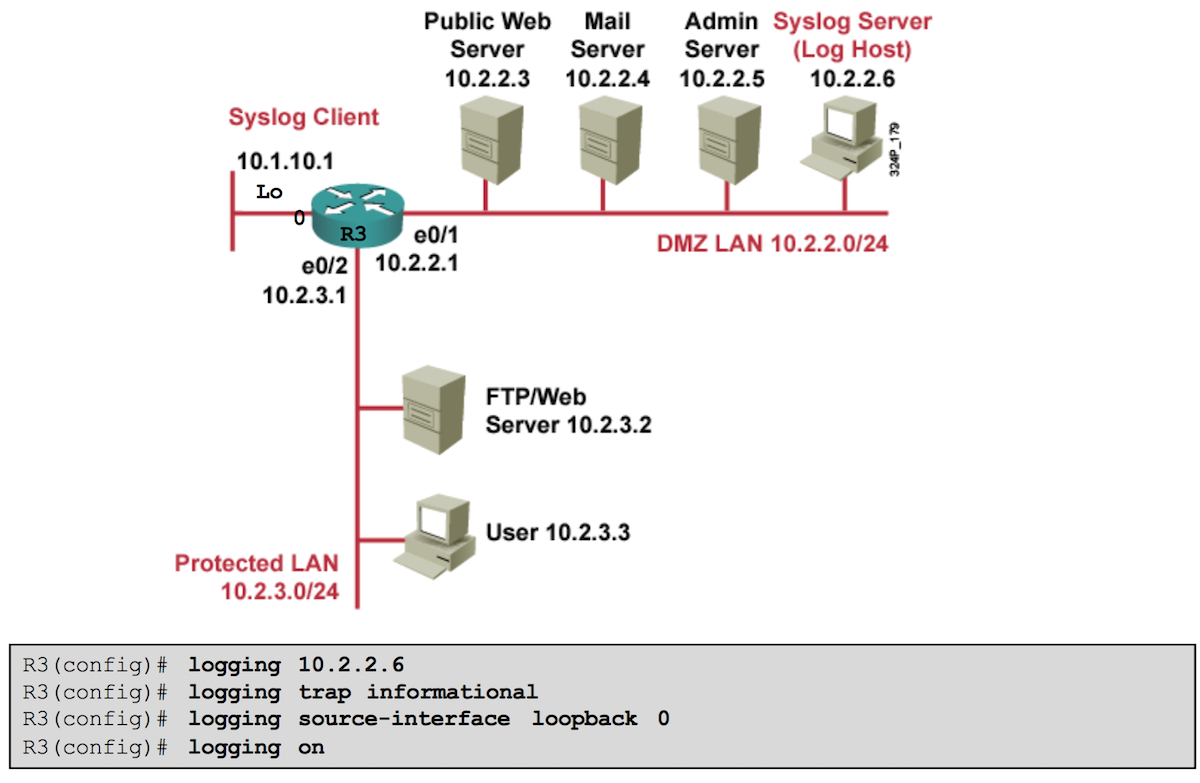 Public Web
Server
10.2.2.3
Mail
Server
10.2.2.4
Admin
Server
10.2.2.5
Syslog Server
(Log Host)
10.2.2.6
324P_179
Syslog Client
10.1.10.1
Lo
0
R3
e0/1
10.2.2.1
DMZ LAN 10.2.2.0/24
e0/2
10.2.3.1
FTP/Web
Server 10.2.3.2
User 10.2.3.3
Protected LAN
10.2.3.0/24
R3(config)# logging 10.2.2.6
R3(config)# logging trap informational
R3(config)# logging source-interface loopback 0
R3(config)# logging on